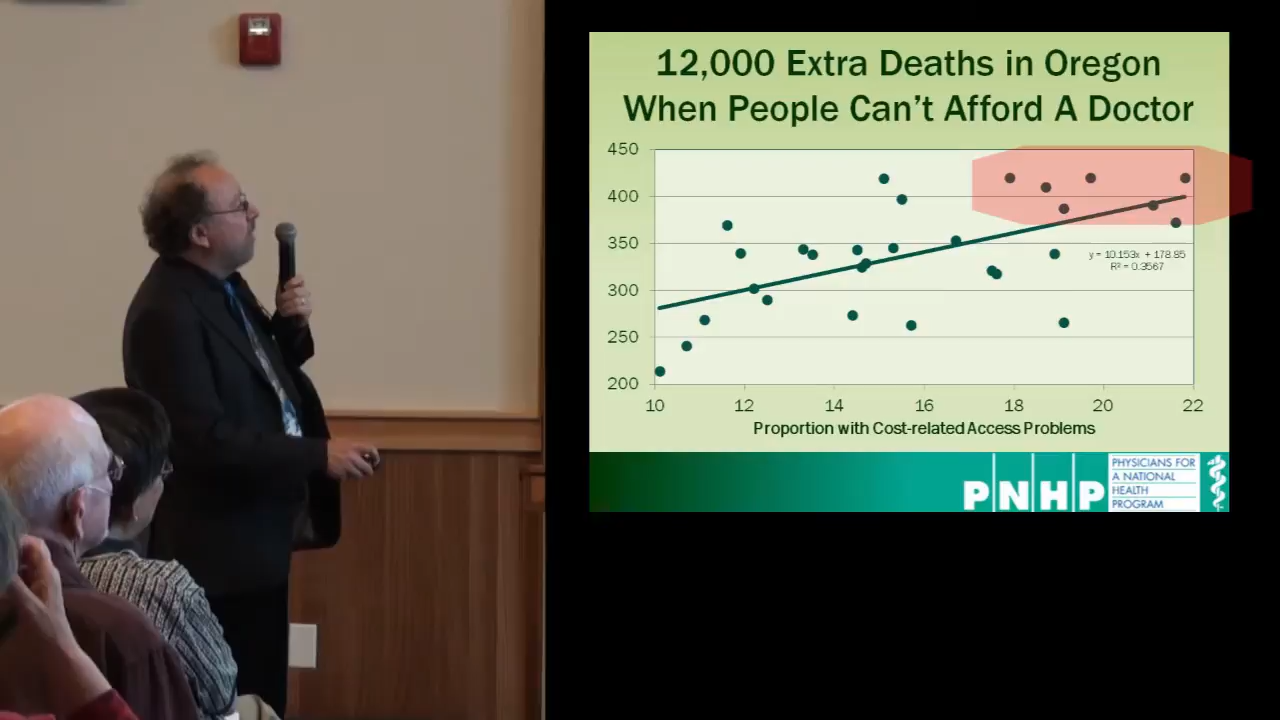 12,000 Extra Deaths in Oregon
When People Can't Afford A Doctor
450
400
350
300
250
200
y = 10.153x + 178.85
R² = 0.3567
10 12 14 16 18 20 22
Proportion with Cost-related Access Problems
PNHP
PHYSICIANS FOR
A NATIONAL
HEALTH
PROGRAM